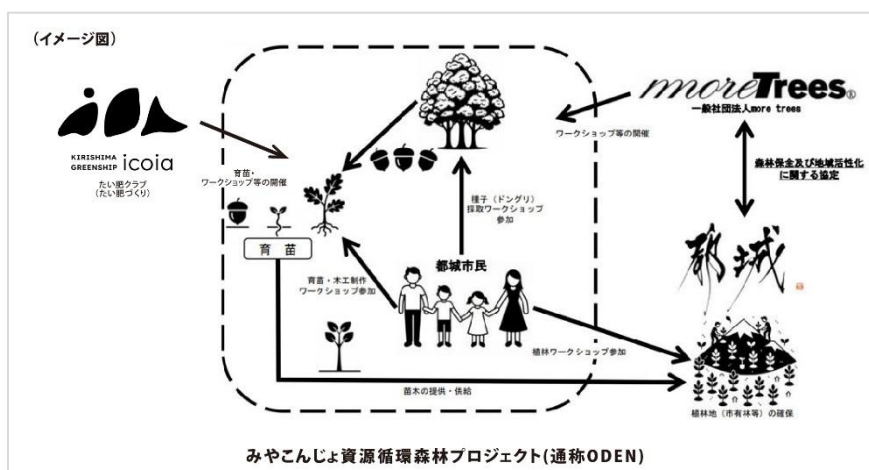 (イメージ図)
moreTrees®
一般社団法人more trees
ワークショップ等の開催
KIRISHIMA
GREENSHIP icoia
たい肥クラブ
(たい肥づくり)
育苗・
ワークショップ等の開催
森林保全及び地域活性化
に関する協定
種子(ドングリ)
採取ワークショップ
参加
育 苗
都城市民
都城
育苗・木工制作
ワークショップ参加
植林ワークショップ参加
苗木の提供・供給
植林地(市有林等)の確保
みやこんじょ資源循環森林プロジェクト(通称ODEN)